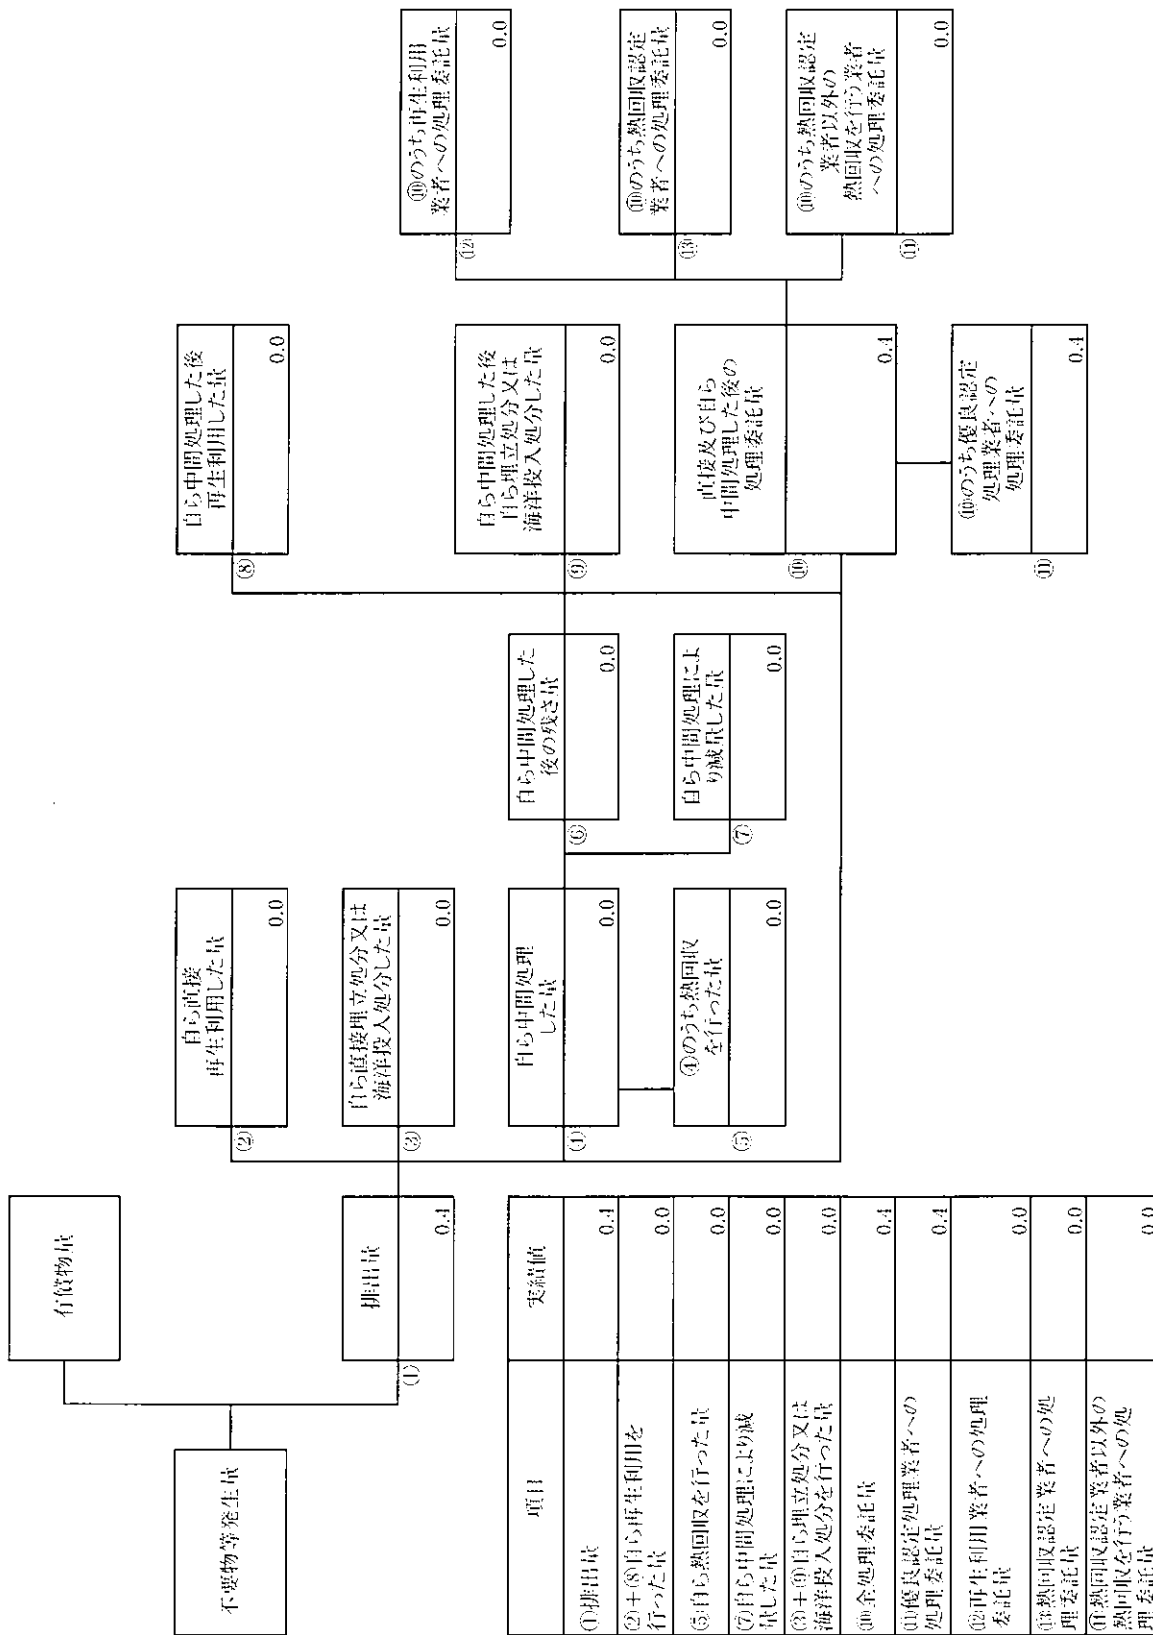 不要物等発生量
有償物量
①
排出量
0.4
②
自ら直接
再生利用した量
0.0
③
自ら直接埋立処分又は
海洋投入処分した量
0.0
④
自ら中間処理
した量
0.0
⑤
④のうち熱回収
を行った量
0.0
⑥
自ら中間処理した
後の残さ量
0.0
⑦
自ら中間処理によ
り減量した量
0.0
⑧
自ら中間処理した後
再生利用した量
0.0
⑨
自ら中間処理した後
自ら埋立処分又は
海洋投入処分した量
0.0
⑩
直接及び自ら
中間処理した後の
処理委託量
0.4
⑪
⑩のうち優良認定
処理業者への
処理委託量
0.4
⑫
⑩のうち再生利用
業者への処理委託量
0.0
⑬
⑩のうち熱回収認定
業者への処理委託量
0.0
⑭
⑩のうち熱回収認定
業者以外の
熱回収を行う業者
への処理委託量
0.0
項目
実績値
①排出量
0.4
②+⑧自ら再生利用を
行った量
0.0
⑤自ら熱回収を行った量
0.0
⑦自ら中間処理により減
量した量
0.0
③+⑨自ら埋立処分又は
海洋投入処分を行った量
0.0
⑩全処理委託量
0.4
⑪優良認定処理業者への
処理委託量
0.4
⑫再生利用業者への処理
委託量
0.0
⑬熱回収認定業者への処
理委託量
0.0
⑭熱回収認定業者以外の
熱回収を行う業者への処
理委託量
0.0